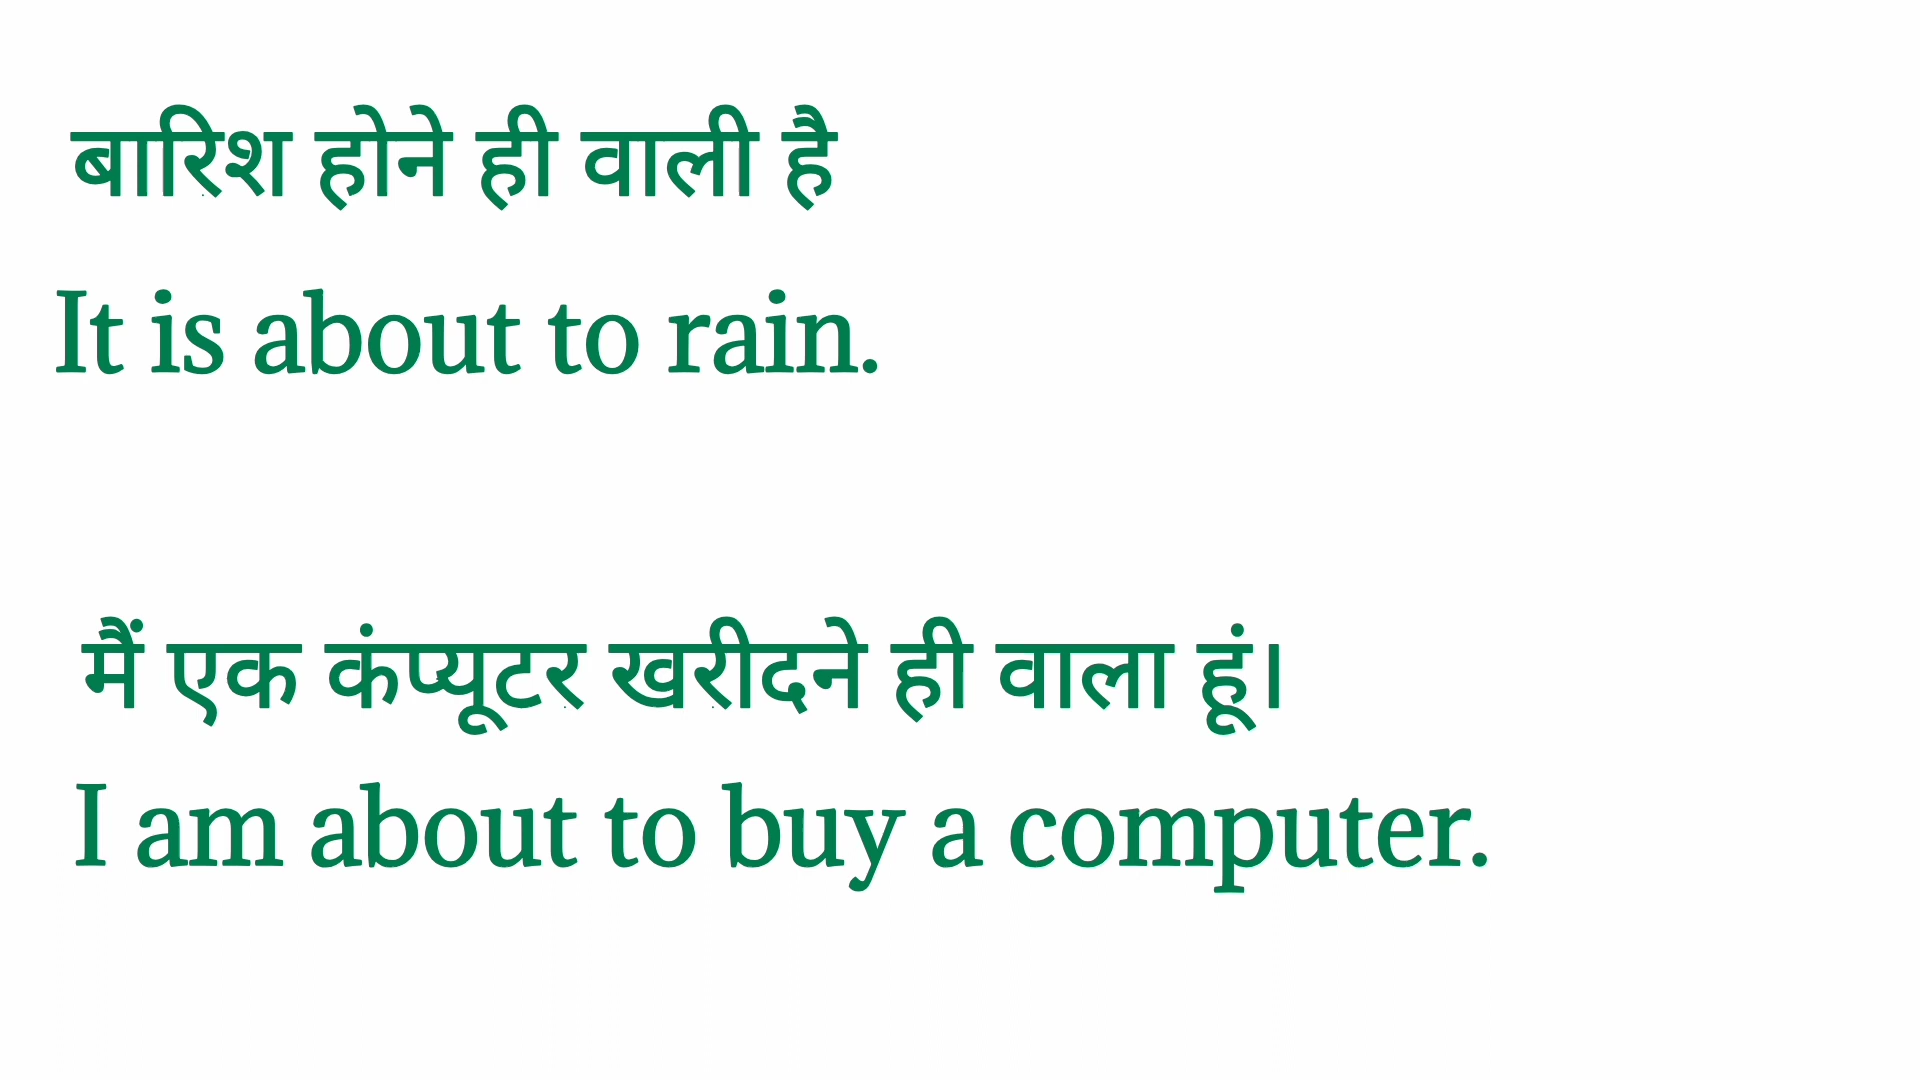 बारिश होने ही वाली है
It is about to rain.
मैं एक कंप्यूटर खरीदने ही वाला हूं।
I am about to buy a computer.